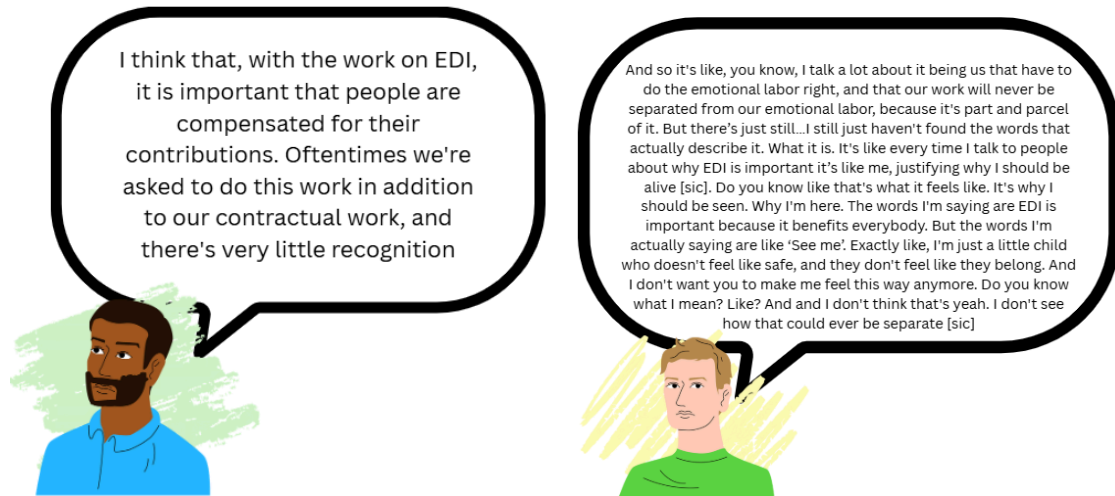 I think that, with the work on EDI,
it is important that people are
compensated for their
contributions. Oftentimes we're
asked to do this work in addition
to our contractual work, and
there's very little recognition
And so it's like, you know, I talk a lot about it being us that have to
do the emotional labor right, and that our work will never be
separated from our emotional labor, because it's part and parcel
of it. But there’s just still...I still just haven't found the words that
actually describe it. What it is. It's like every time I talk to people
about why EDI is important it’s like me, justifying why I should be
alive [sic]. Do you know like that's what it feels like. It's why I
should be seen. Why I'm here. The words I'm saying are EDI is
important because it benefits everybody. But the words I'm
actually saying are like ‘See me’. Exactly like, I'm just a little child
who doesn't feel like safe, and they don't feel like they belong. And
I don't want you to make me feel this way anymore. Do you know
what I mean? Like? And and I don't think that's yeah. I don't see
how that could ever be separate [sic]